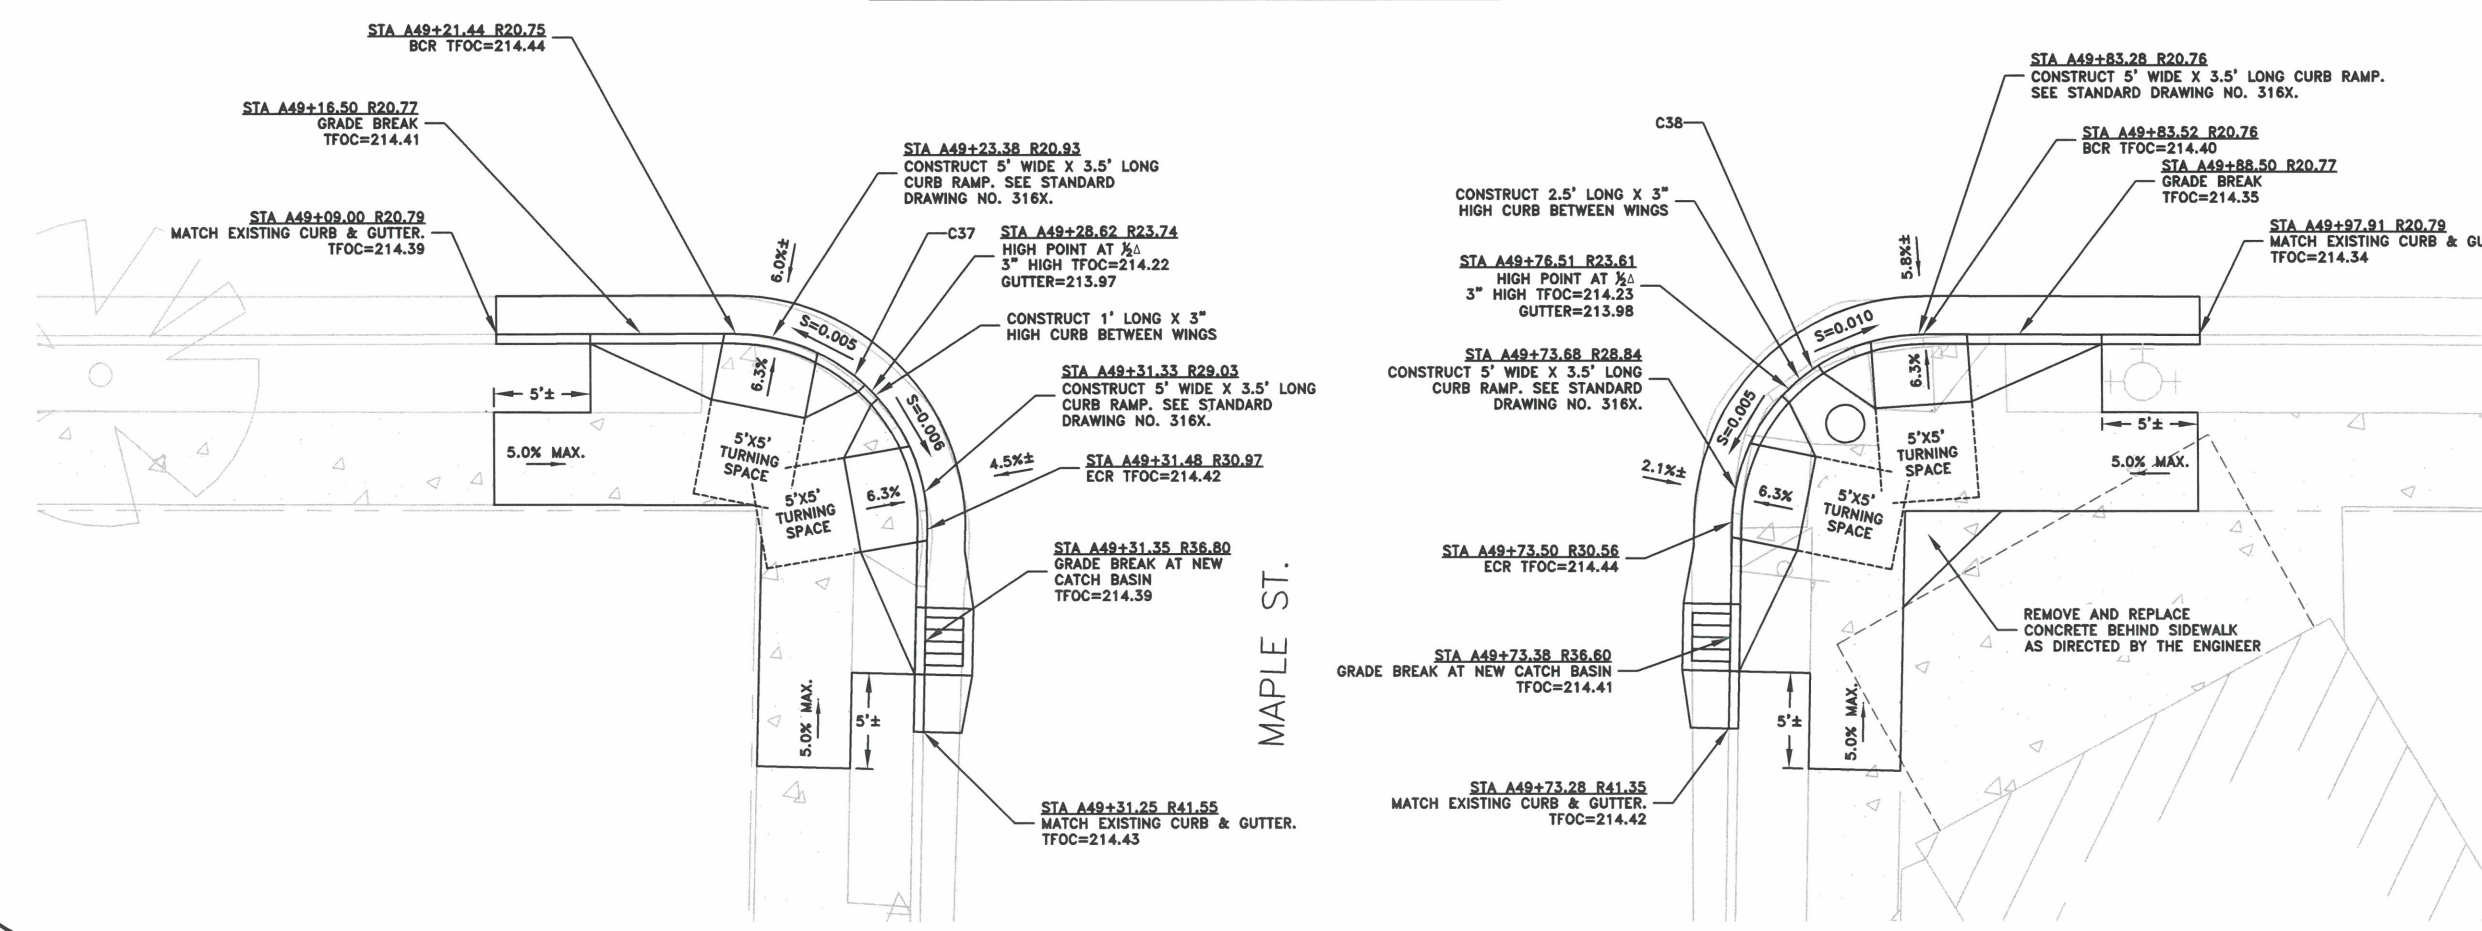 STA A49+21.44 R20.75
BCR TFOC=214.44
STA A49+16.50 R20.77
GRADE BREAK
TFOC=214.41
STA A49+09.00 R20.79
MATCH EXISTING CURB & GUTTER.
TFOC=214.39
STA A49+23.38 R20.93
CONSTRUCT 5' WIDE X 3.5' LONG
CURB RAMP. SEE STANDARD
DRAWING NO. 316X.
C37
STA A49+28.62 R23.74
HIGH POINT AT ½Δ
3" HIGH TFOC=214.22
GUTTER=213.97
CONSTRUCT 1' LONG X 3"
HIGH CURB BETWEEN WINGS
STA A49+31.33 R29.03
CONSTRUCT 5' WIDE X 3.5' LONG
CURB RAMP. SEE STANDARD
DRAWING NO. 316X.
STA A49+31.48 R30.97
ECR TFOC=214.42
STA A49+31.35 R36.80
GRADE BREAK AT NEW
CATCH BASIN
TFOC=214.39
STA A49+31.25 R41.55
MATCH EXISTING CURB & GUTTER.
TFOC=214.43
6.0%±
S=0.005
S=0.006
4.5%±
6.3%
6.3%
5'±
5.0% MAX.
5'X5'
TURNING
SPACE
5'X5'
TURNING
SPACE
5.0% MAX.
5'±
MAPLE ST.
STA A49+83.28 R20.76
CONSTRUCT 5' WIDE X 3.5' LONG CURB RAMP.
SEE STANDARD DRAWING NO. 316X.
C38
STA A49+83.52 R20.76
BCR TFOC=214.40
STA A49+88.50 R20.77
GRADE BREAK
TFOC=214.35
STA A49+97.91 R20.79
MATCH EXISTING CURB & GU
TFOC=214.34
CONSTRUCT 2.5' LONG X 3"
HIGH CURB BETWEEN WINGS
STA A49+76.51 R23.61
HIGH POINT AT ½Δ
3" HIGH TFOC=214.23
GUTTER=213.98
STA A49+73.68 R28.84
CONSTRUCT 5' WIDE X 3.5' LONG
CURB RAMP. SEE STANDARD
DRAWING NO. 316X.
STA A49+73.50 R30.56
ECR TFOC=214.44
STA A49+73.38 R36.60
GRADE BREAK AT NEW CATCH BASIN
TFOC=214.41
STA A49+73.28 R41.35
MATCH EXISTING CURB & GUTTER.
TFOC=214.42
5.8%±
S=0.010
S=0.005
2.1%±
6.3%
6.3%
5'X5'
TURNING
SPACE
5'X5'
TURNING
SPACE
5'±
5.0% MAX.
REMOVE AND REPLACE
CONCRETE BEHIND SIDEWALK
AS DIRECTED BY THE ENGINEER
5'±
5.0% MAX.